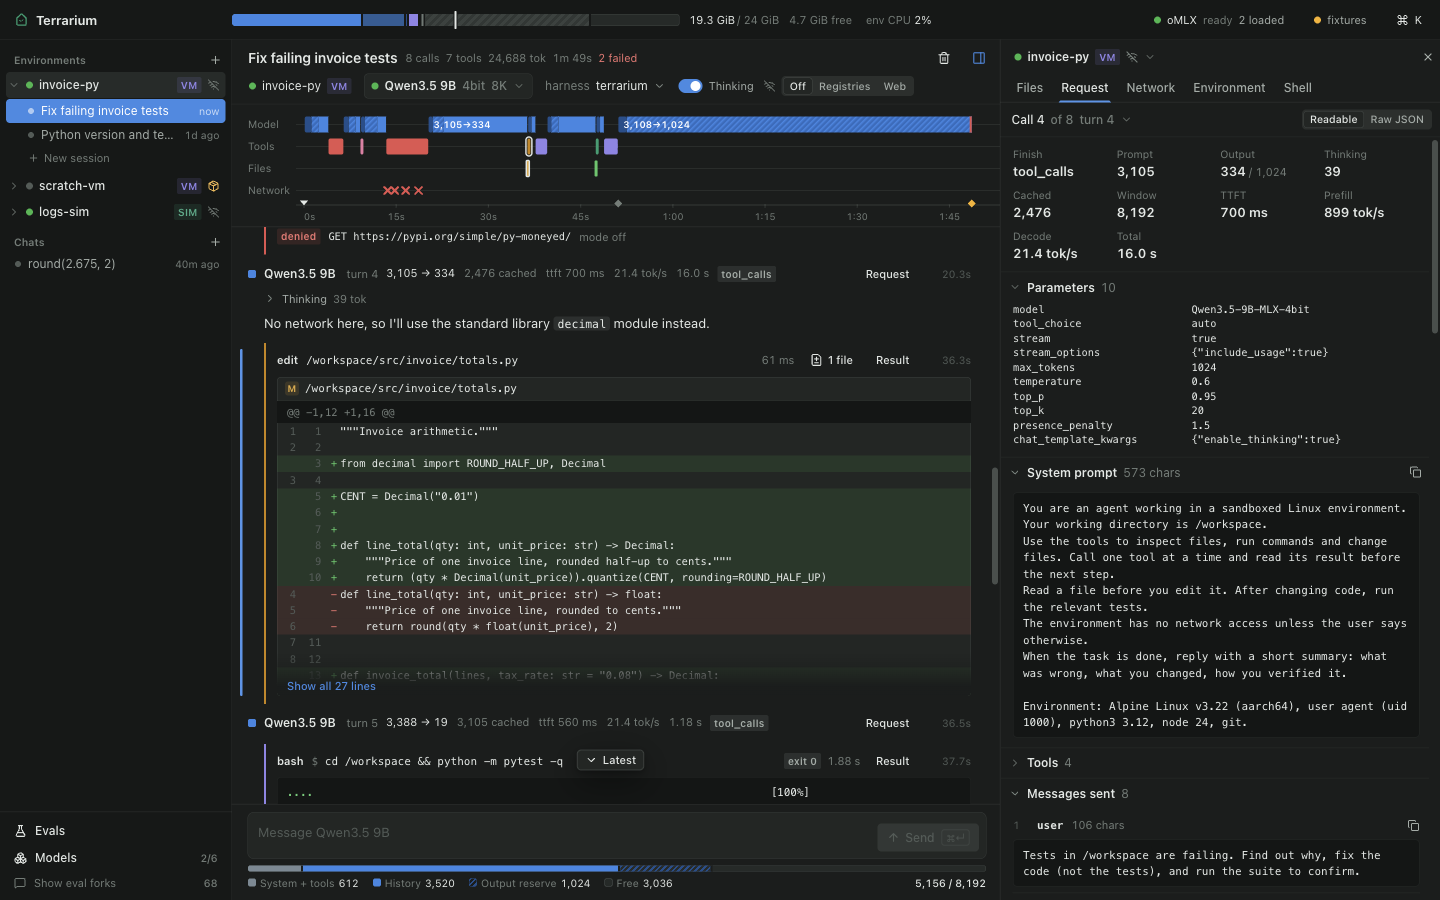 Terrarium
19.3 GiB / 24 GiB 4.7 GiB free env CPU 2%
oMLX ready 2 loaded
fixtures
⌘ K
Environments
invoice-py VM
Fix failing invoice tests now
Python version and te... 1d ago
New session
scratch-vm VM
logs-sim SIM
Chats
round(2.675, 2) 40m ago
Evals
Models 2/6
Show eval forks 68
Fix failing invoice tests 8 calls 7 tools 24,688 tok 1m 49s 2 failed
invoice-py VM Qwen3.5 9B 4bit 8K harness terrarium Thinking Off Registries Web
Model 3,105→334 3,108→1,024
Tools
Files
Network
0s 15s 30s 45s 1:00 1:15 1:30 1:45
denied GET https://pypi.org/simple/py-moneyed/ mode off
Qwen3.5 9B turn 4 3,105 → 334 2,476 cached ttft 700 ms 21.4 tok/s 16.0 s tool_calls Request 20.3s
Thinking 39 tok
No network here, so I'll use the standard library decimal module instead.
edit /workspace/src/invoice/totals.py 61 ms 1 file Result 36.3s
M /workspace/src/invoice/totals.py
@@ -1,12 +1,16 @@
1 1 """Invoice arithmetic."""
2 2
3 + from decimal import ROUND_HALF_UP, Decimal
3 4
5 + CENT = Decimal("0.01")
6 +
7 +
8 + def line_total(qty: int, unit_price: str) -> Decimal:
9 + """Price of one invoice line, rounded half-up to cents."""
10 + return (qty * Decimal(unit_price)).quantize(CENT, rounding=ROUND_HALF_UP)
4 - def line_total(qty: int, unit_price: str) -> float:
5 - """Price of one invoice line, rounded to cents."""
6 - return round(qty * float(unit_price), 2)
7 11
8 12
13 + def invoice_total(lines, tax_rate: str = "0.08") -> Decimal:
Show all 27 lines
Qwen3.5 9B turn 5 3,388 → 19 3,105 cached ttft 560 ms 21.4 tok/s 1.18 s tool_calls Request 36.5s
bash $ cd /workspace && python -m pytest -q exit 0 1.88 s Result 37.7s
Latest
.... [100%]
Message Qwen3.5 9B
Send ⌘↵
System + tools 612 History 3,520 Output reserve 1,024 Free 3,036 5,156 / 8,192
invoice-py VM
Files Request Network Environment Shell
Call 4 of 8 turn 4 Readable Raw JSON
Finish Prompt Output Thinking
tool_calls 3,105 334 / 1,024 39
Cached Window TTFT Prefill
2,476 8,192 700 ms 899 tok/s
Decode Total
21.4 tok/s 16.0 s
Parameters 10
model Qwen3.5-9B-MLX-4bit
tool_choice auto
stream true
stream_options {"include_usage":true}
max_tokens 1024
temperature 0.6
top_p 0.95
top_k 20
presence_penalty 1.5
chat_template_kwargs {"enable_thinking":true}
System prompt 573 chars
You are an agent working in a sandboxed Linux environment.
Your working directory is /workspace.
Use the tools to inspect files, run commands and change
files. Call one tool at a time and read its result before
the next step.
Read a file before you edit it. After changing code, run
the relevant tests.
The environment has no network access unless the user says
otherwise.
When the task is done, reply with a short summary: what
was wrong, what you changed, how you verified it.
Environment: Alpine Linux v3.22 (aarch64), user agent (uid
1000), python3 3.12, node 24, git.
Tools 4
Messages sent 8
1 user 106 chars
Tests in /workspace are failing. Find out why, fix the
code (not the tests), and run the suite to confirm.